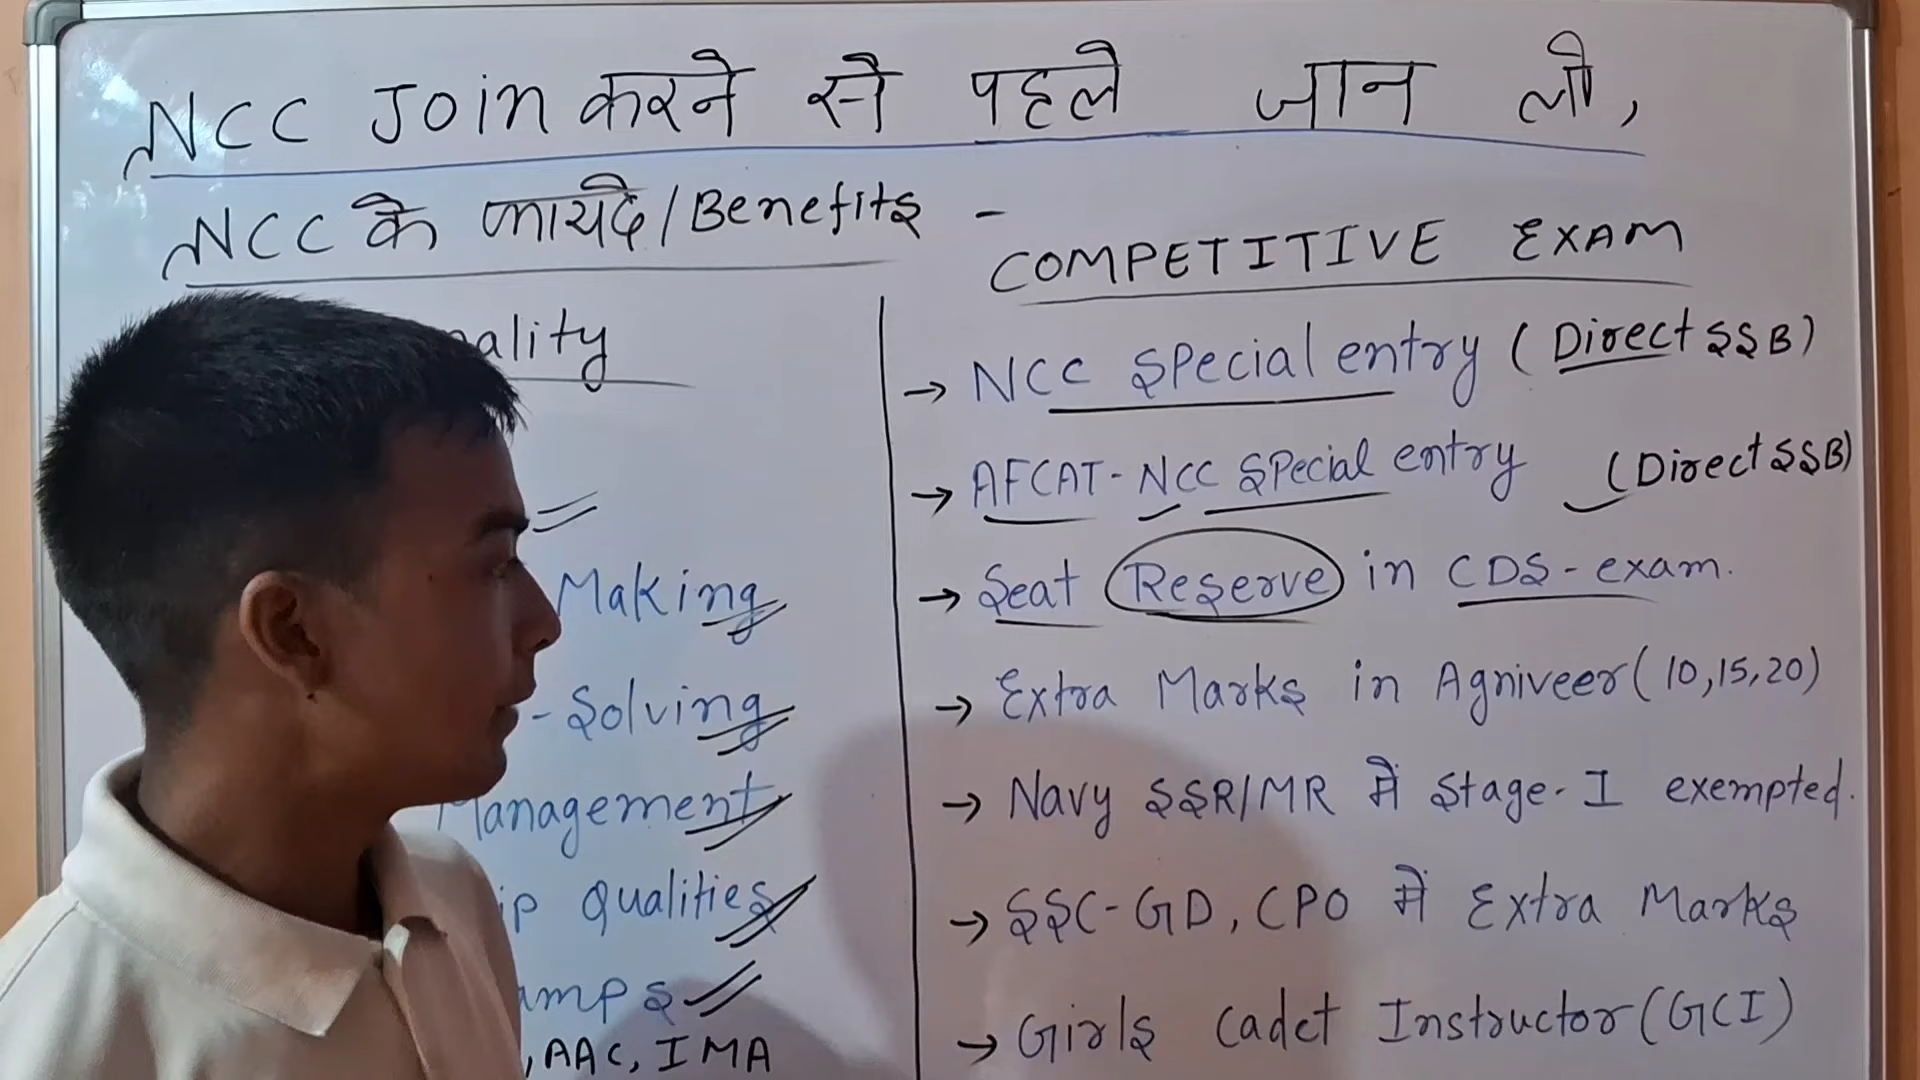 NCC Join करने से पहले जान लो,
NCC के फायदे/Benefits -
ality
Making
-Solving
Management
ip Qualities
amps
,AAC, IMA
COMPETITIVE EXAM
→ NCC Special entry (Direct SSB)
→ AFCAT-NCC Special entry (Direct SSB)
→ Seat Reserve in CDS-exam.
→ Extra Marks in Agniveer(10,15,20)
→ Navy SSR/MR में Stage-I exempted.
→ SSC-GD, CPO में Extra Marks
→ Girls Cadet Instructor(GCI)